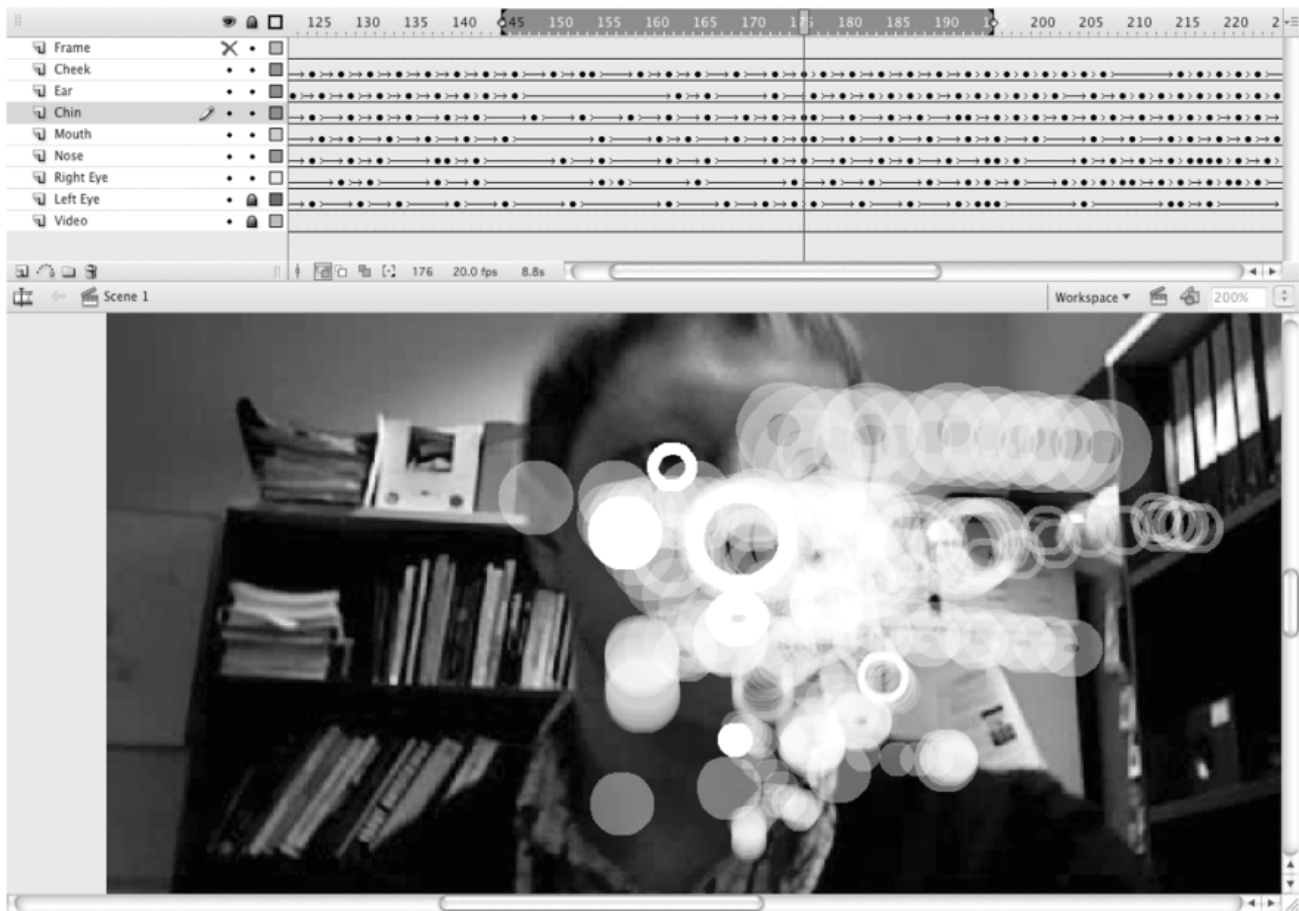 125 130 135 140 145 150 155 160 165 170 175 180 185 190 195 200 205 210 215 220 2
Frame
Cheek
Ear
Chin
Mouth
Nose
Right Eye
Left Eye
Video
176 20.0 fps 8.8s
Scene 1 Workspace 200%